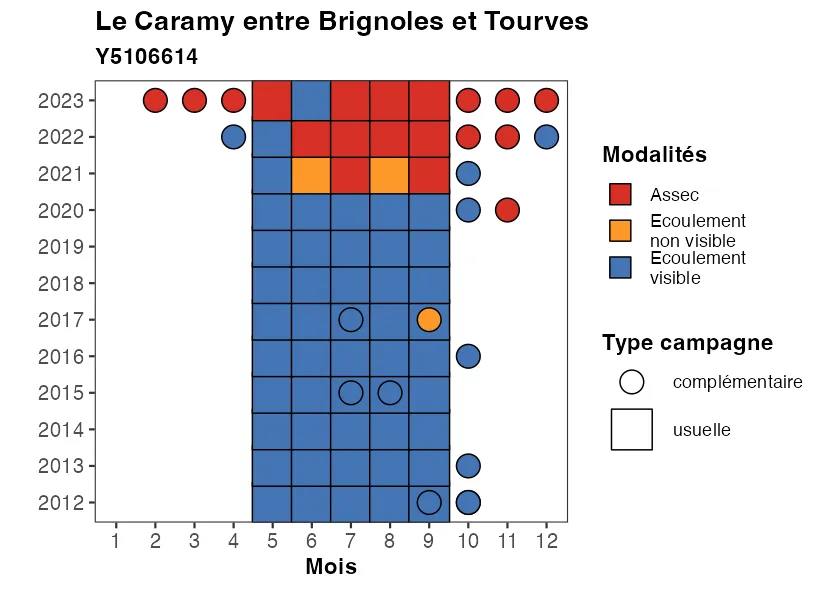 Le Caramy entre Brignoles et Tourves
Y5106614
2023
2022
2021
2020
2019
2018
2017
2016
2015
2014
2013
2012
1 2 3 4 5 6 7 8 9 10 11 12
Mois
Modalités
Assec
Ecoulement
non visible
Ecoulement
visible
Type campagne
complémentaire
usuelle